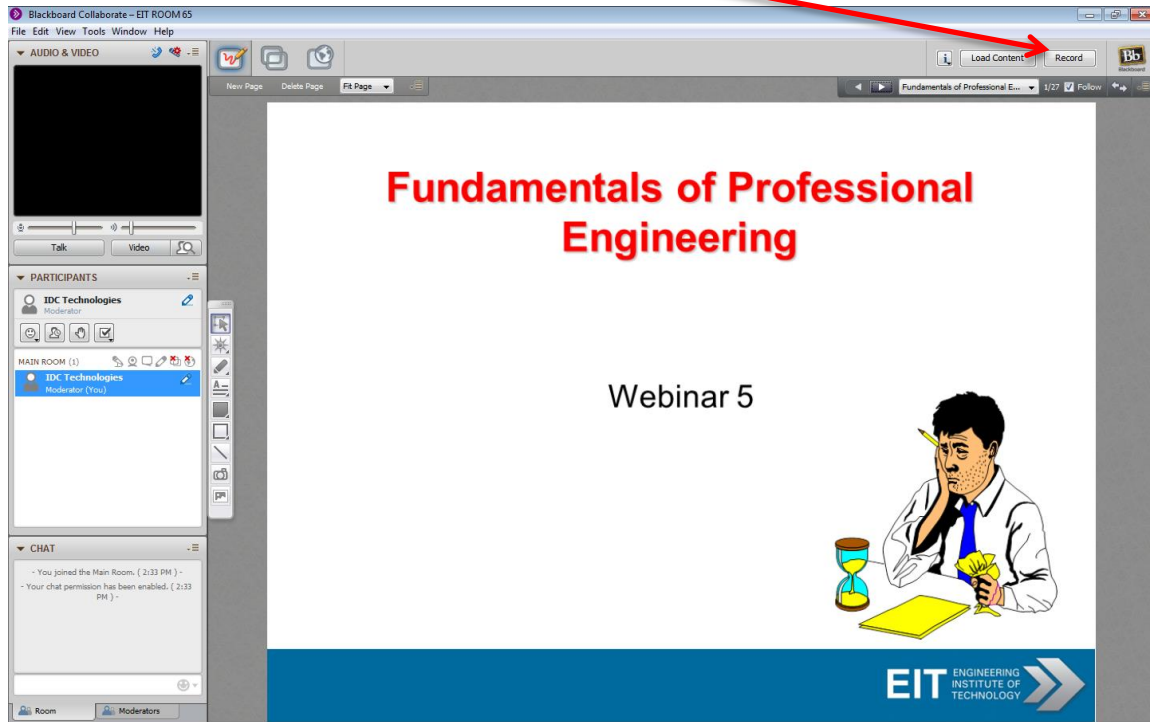 Blackboard Collaborate – EIT ROOM 65
File Edit View Tools Window Help
AUDIO & VIDEO
Load Content
Record
Bb
Blackboard
New Page Delete Page Fit Page
Fundamentals of Professional E... 1/27 Follow
Talk Video
PARTICIPANTS
IDC Technologies
Moderator
MAIN ROOM (1)
IDC Technologies
Moderator (You)
CHAT
- You joined the Main Room. ( 2:33 PM ) -
- Your chat permission has been enabled. ( 2:33
PM ) -
Room Moderators
Fundamentals of Professional
Engineering
Webinar 5
EIT ENGINEERING
INSTITUTE OF
TECHNOLOGY